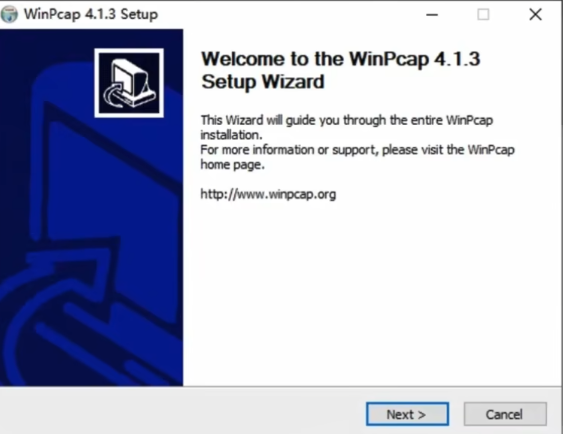 WinPcap 4.1.3 Setup
Welcome to the WinPcap 4.1.3
Setup Wizard
This Wizard will guide you through the entire WinPcap
installation.
For more information or support, please visit the WinPcap
home page.
http://www.winpcap.org
Next >
Cancel